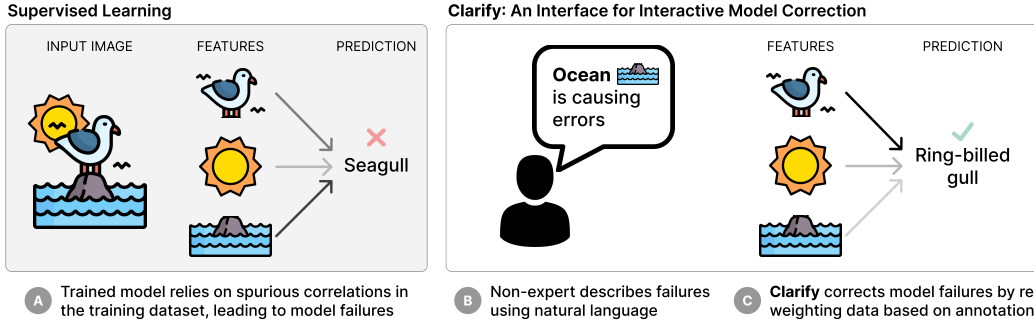 Supervised Learning
INPUT IMAGE
FEATURES
PREDICTION
Seagull
A
Trained model relies on spurious correlations in
the training dataset, leading to model failures
Clarify: An Interface for Interactive Model Correction
Ocean
is causing
errors
FEATURES
PREDICTION
Ring-billed
gull
B
Non-expert describes failures
using natural language
C
Clarify corrects model failures by re
weighting data based on annotation